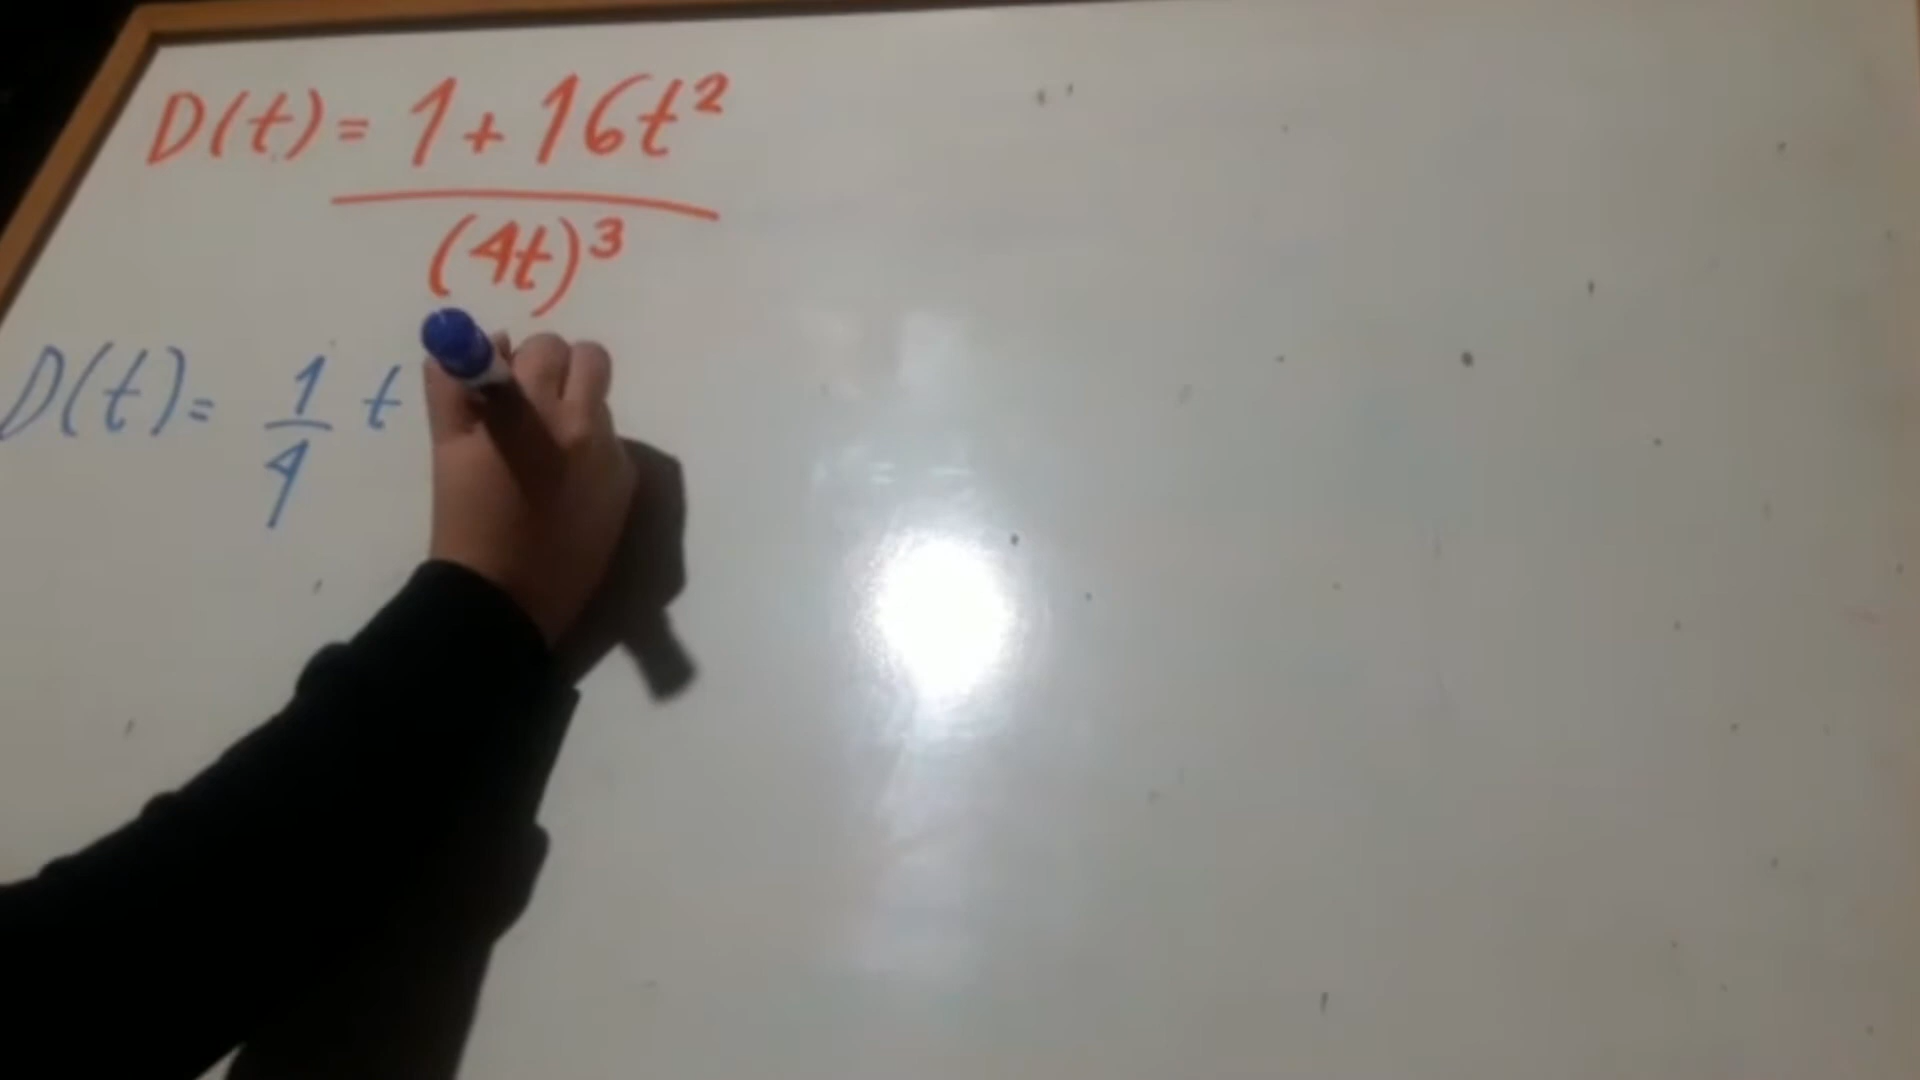 D(t) = 1 + 16t²
(4t)³
D(t) = 1 t
4